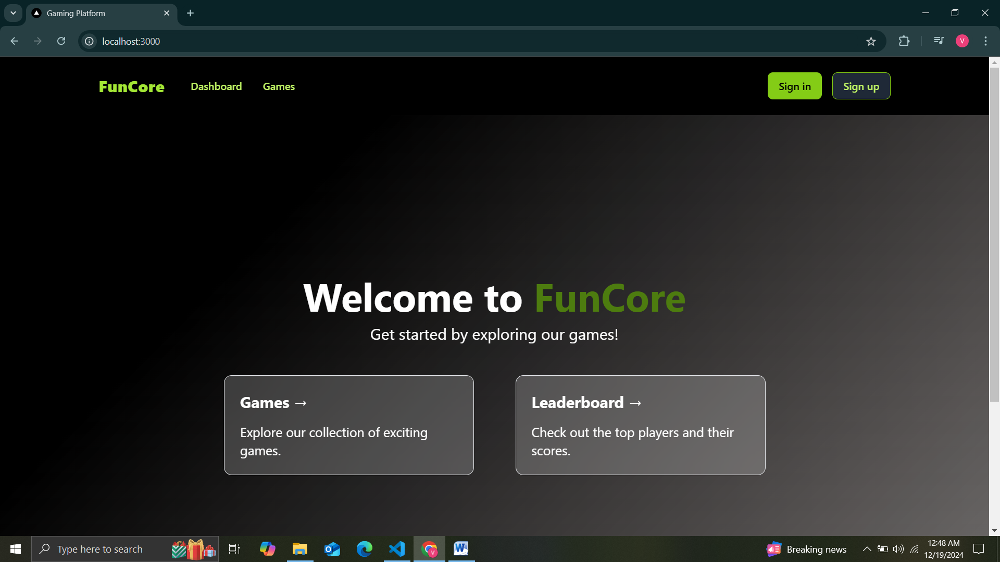 Gaming Platform
localhost:3000
V
FunCore
Dashboard
Games
Sign in
Sign up
Welcome to FunCore
Get started by exploring our games!
Games →
Explore our collection of exciting
games.
Leaderboard →
Check out the top players and their
scores.
Type here to search
Breaking news
12:48 AM
12/19/2024